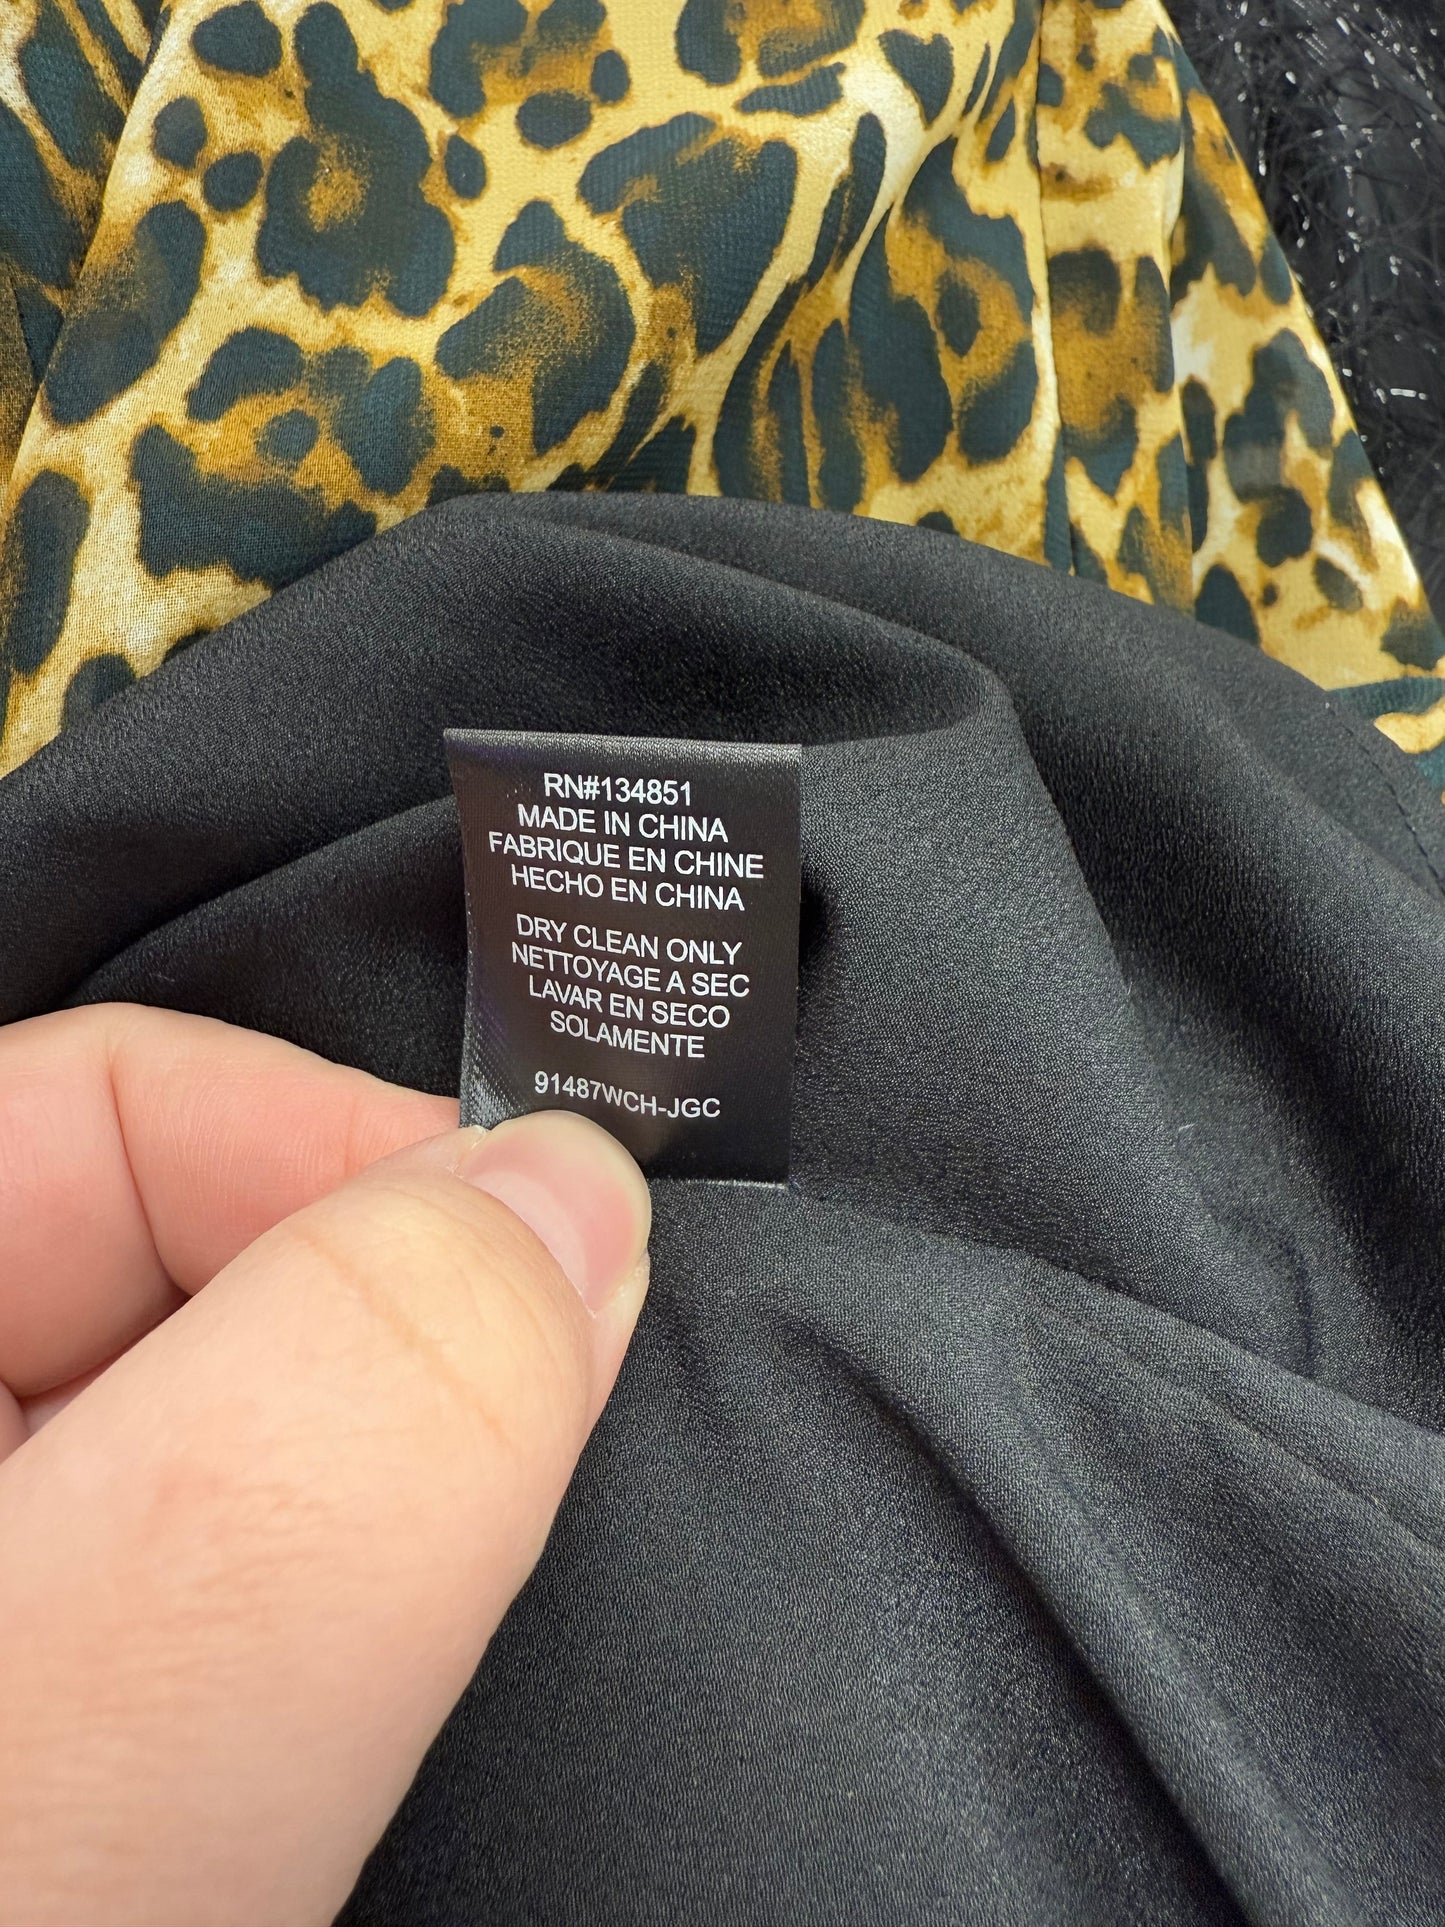 RN#134851
MADE IN CHINA
FABRIQUE EN CHINE
HECHO EN CHINA
DRY CLEAN ONLY
NETTOYAGE A SEC
LAVAR EN SECO
SOLAMENTE
91487WCH-JGC